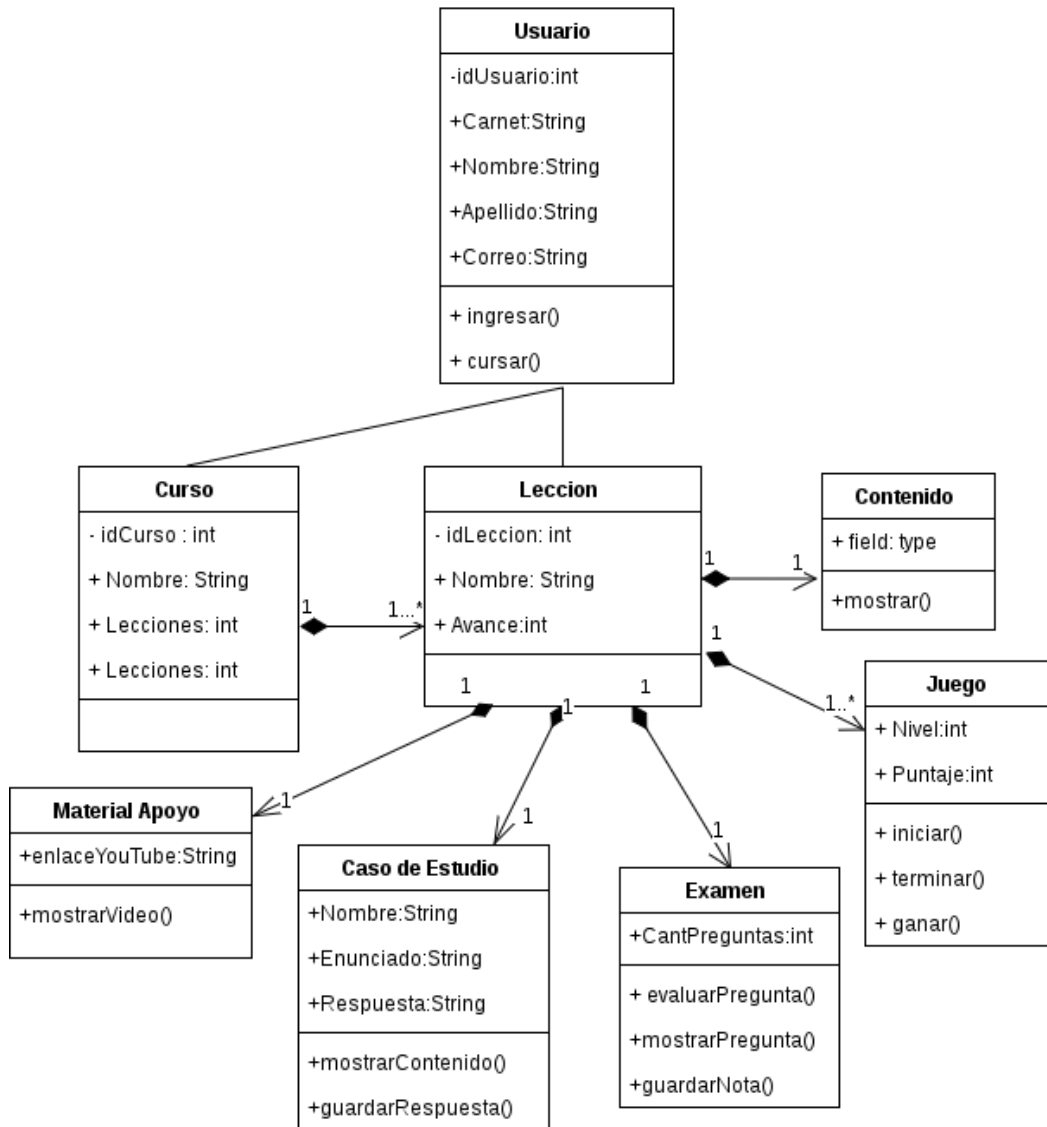 Usuario
-idUsuario:int
+Carnet:String
+Nombre:String
+Apellido:String
+Correo:String
+ ingresar()
+ cursar()
Curso
- idCurso : int
+ Nombre: String
+ Lecciones: int
+ Lecciones: int
1
1...*
Leccion
- idLeccion: int
+ Nombre: String
+ Avance:int
1
1
Contenido
+ field: type
+mostrar()
1
1..*
Juego
+ Nivel:int
+ Puntaje:int
+ iniciar()
+ terminar()
+ ganar()
1
1
Material Apoyo
+enlaceYouTube:String
+mostrarVideo()
1
1
Caso de Estudio
+Nombre:String
+Enunciado:String
+Respuesta:String
+mostrarContenido()
+guardarRespuesta()
1
1
Examen
+CantPreguntas:int
+ evaluarPregunta()
+mostrarPregunta()
+guardarNota()